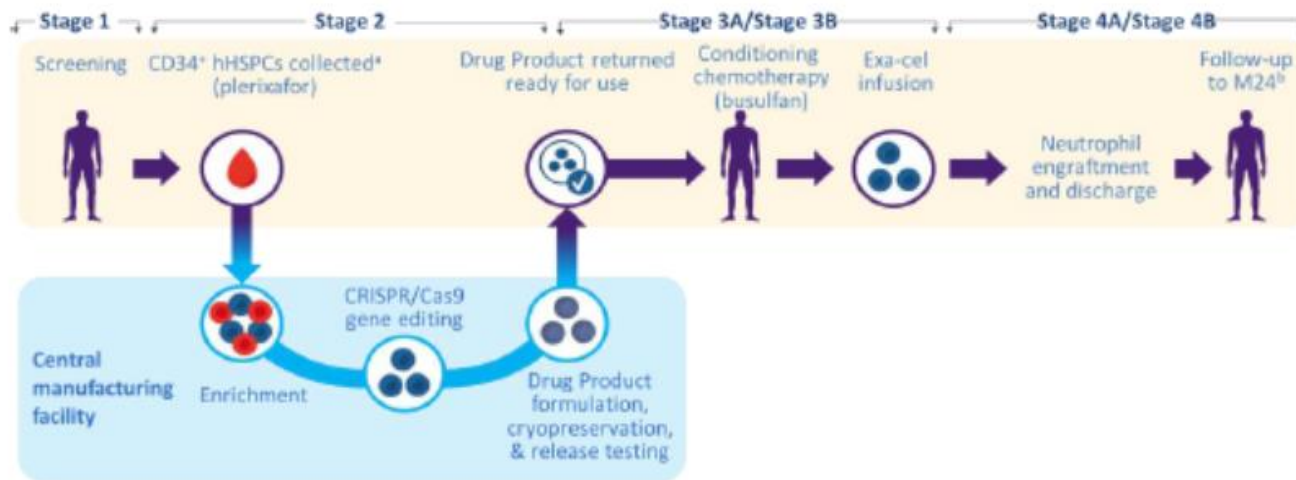 Stage 1
Stage 2
Stage 3A/Stage 3B
Stage 4A/Stage 4B
Screening
CD34⁺ hHSPCs collectedᵃ
(plerixafor)
Drug Product returned
ready for use
Conditioning
chemotherapy
(busulfan)
Exa-cel
infusion
Follow-up
to M24ᵇ
Neutrophil
engraftment
and discharge
Central
manufacturing
facility
Enrichment
CRISPR/Cas9
gene editing
Drug Product
formulation,
cryopreservation,
& release testing